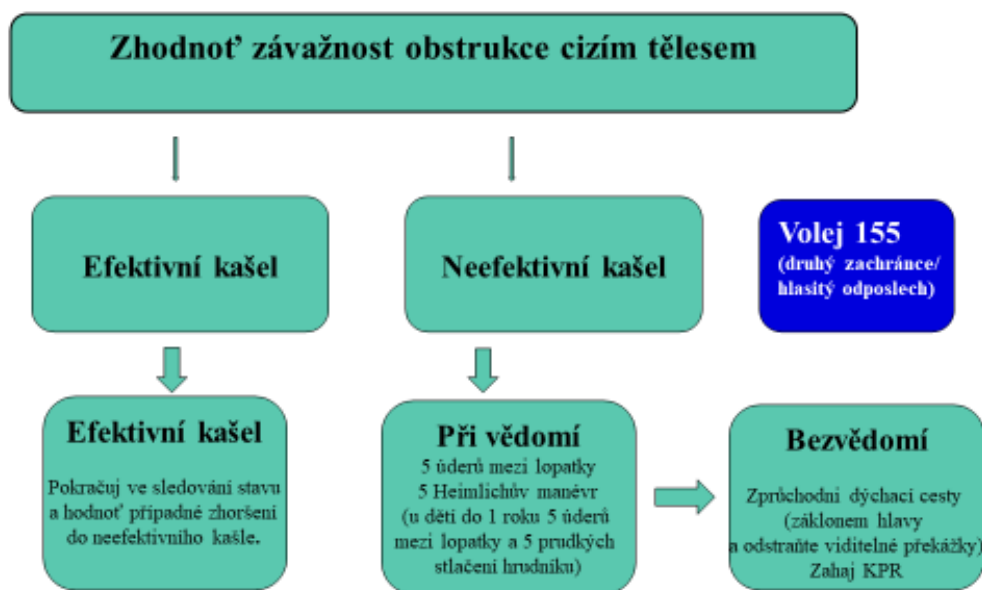 Zhodnoť závažnost obstrukce cizím tělesem
Efektivní kašel
Neefektivní kašel
Volej 155
(druhý zachránce/
hlasitý odposlech)
Efektivní kašel
Pokračuj ve sledování stavu
a hodnoť případné zhoršení
do neefektivního kašle.
Při vědomí
5 úderů mezi lopatky
5 Heimlichův manévr
(u dětí do 1 roku 5 úderů
mezi lopatky a 5 prudkých
stlačení hrudníku)
Bezvědomí
Zprůchodni dýchací cesty
(záklonem hlavy
a odstraňte viditelné překážky)
Zahaj KPR